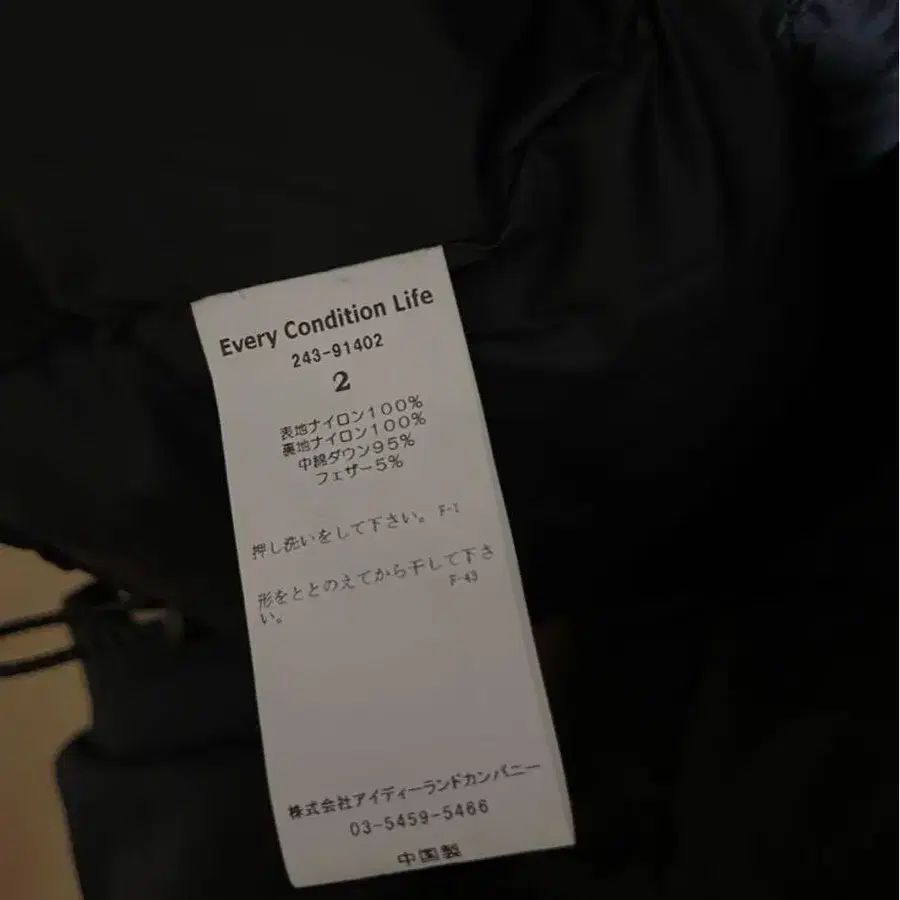 Every Condition Life
243-91402
2
表地ナイロン100%
裏地ナイロン100%
中綿ダウン95%
フェザー5%
押し洗いをして下さい。 F-1
形をととのえてから干して下さ
い。 F-43
株式会社アイディーランドカンパニー
03-5459-5466
中国製